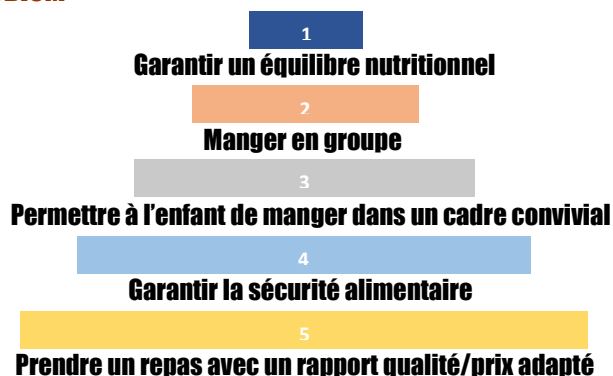 1
Garantir un équilibre nutritionnel
2
Manger en groupe
3
Permettre à l'enfant de manger dans un cadre convivial
4
Garantir la sécurité alimentaire
5
Prendre un repas avec un rapport qualité/prix adapté